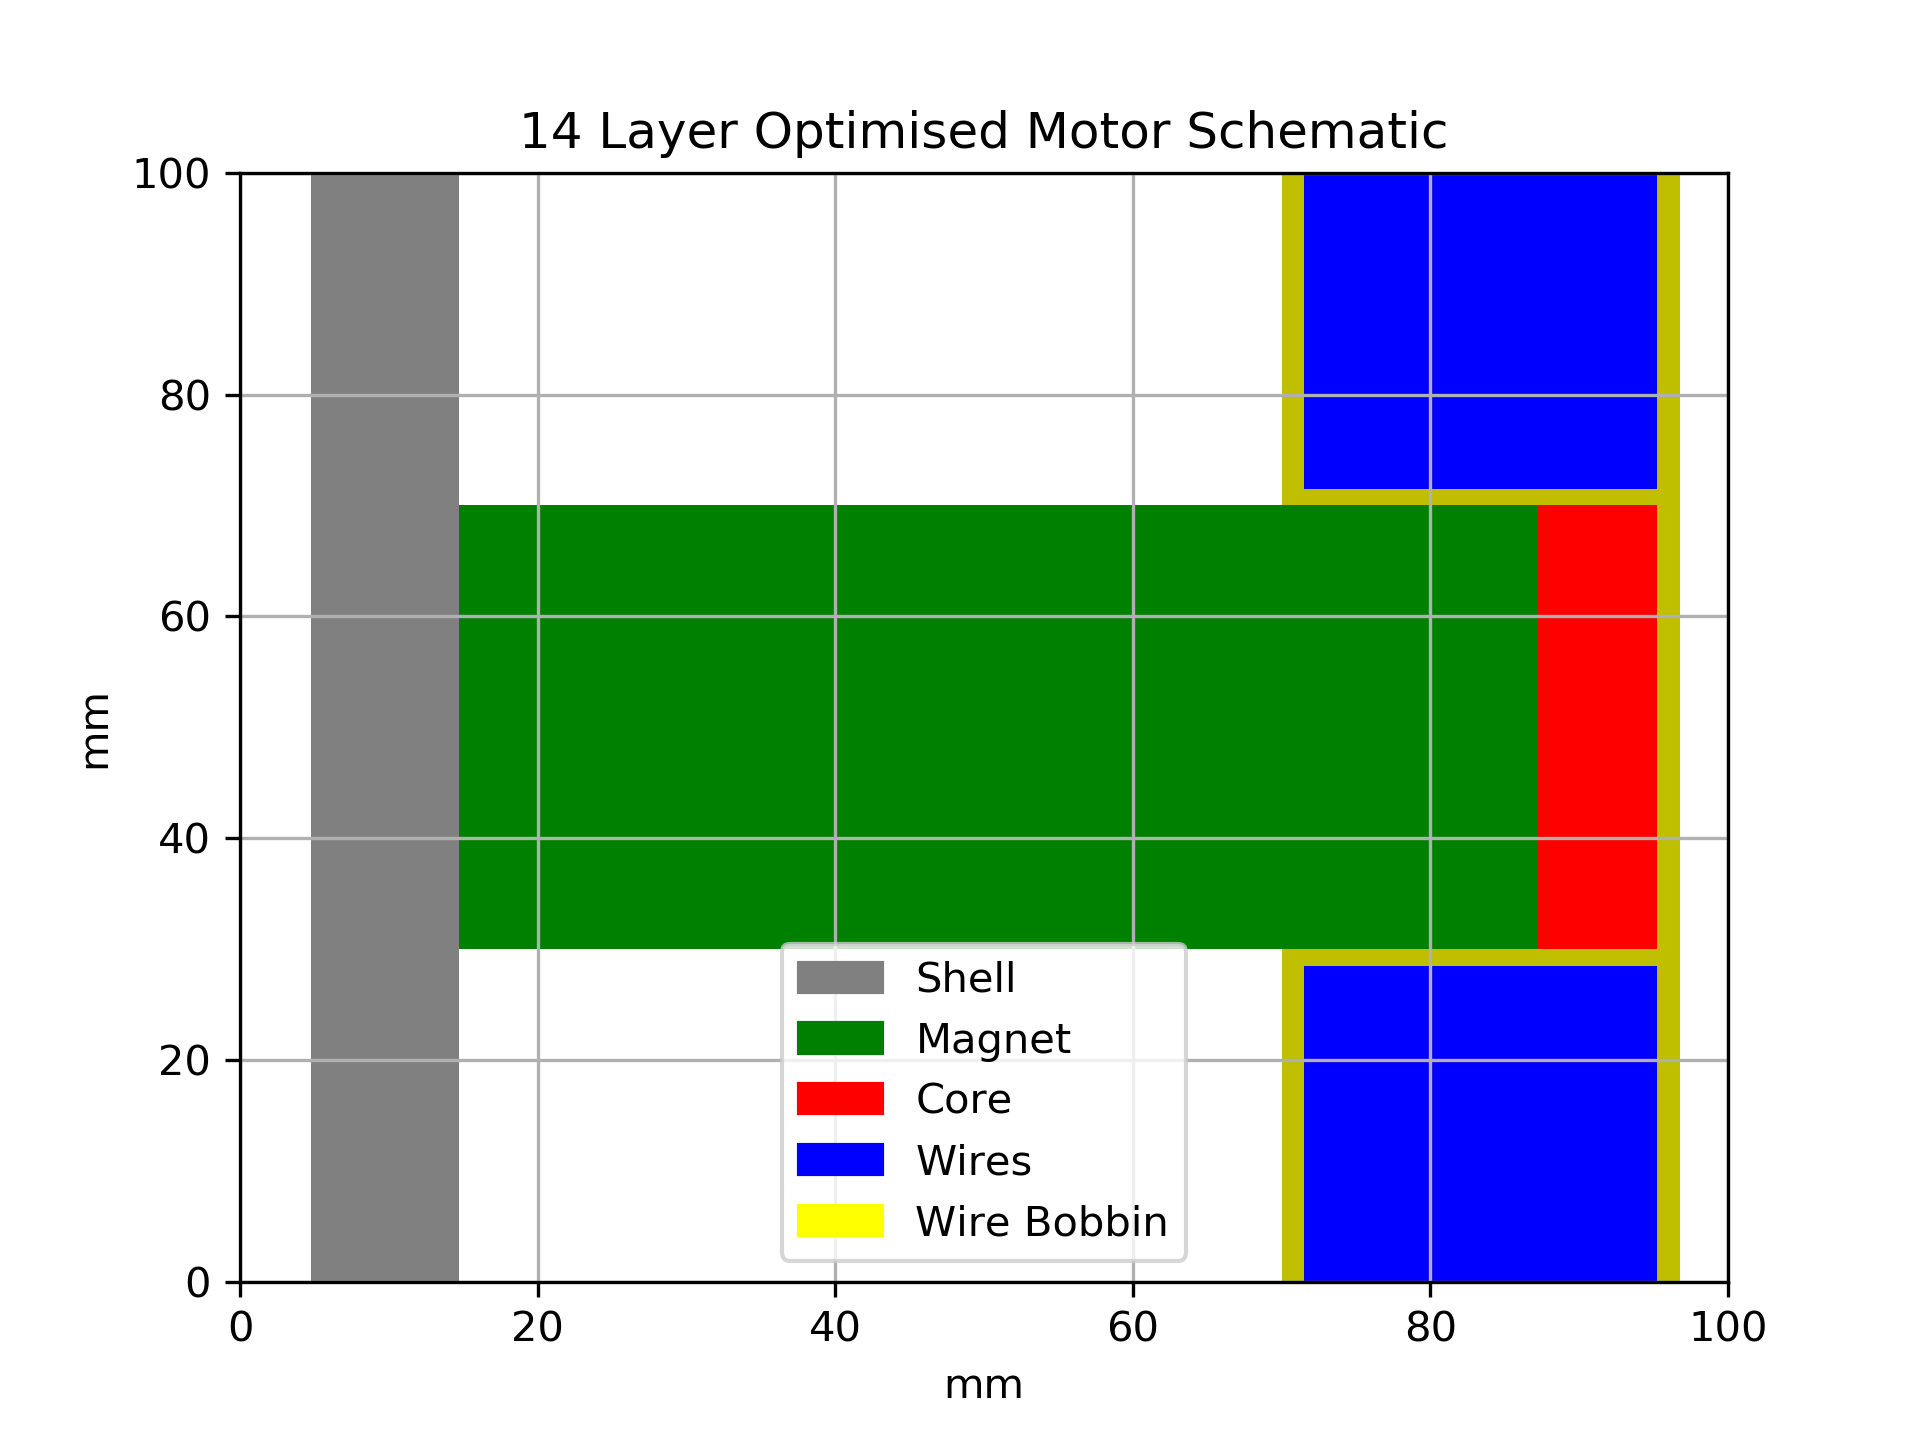 14 Layer Optimised Motor Schematic
100
80
60
40
20
0
mm
Shell
Magnet
Core
Wires
Wire Bobbin
0 20 40 60 80 100
mm